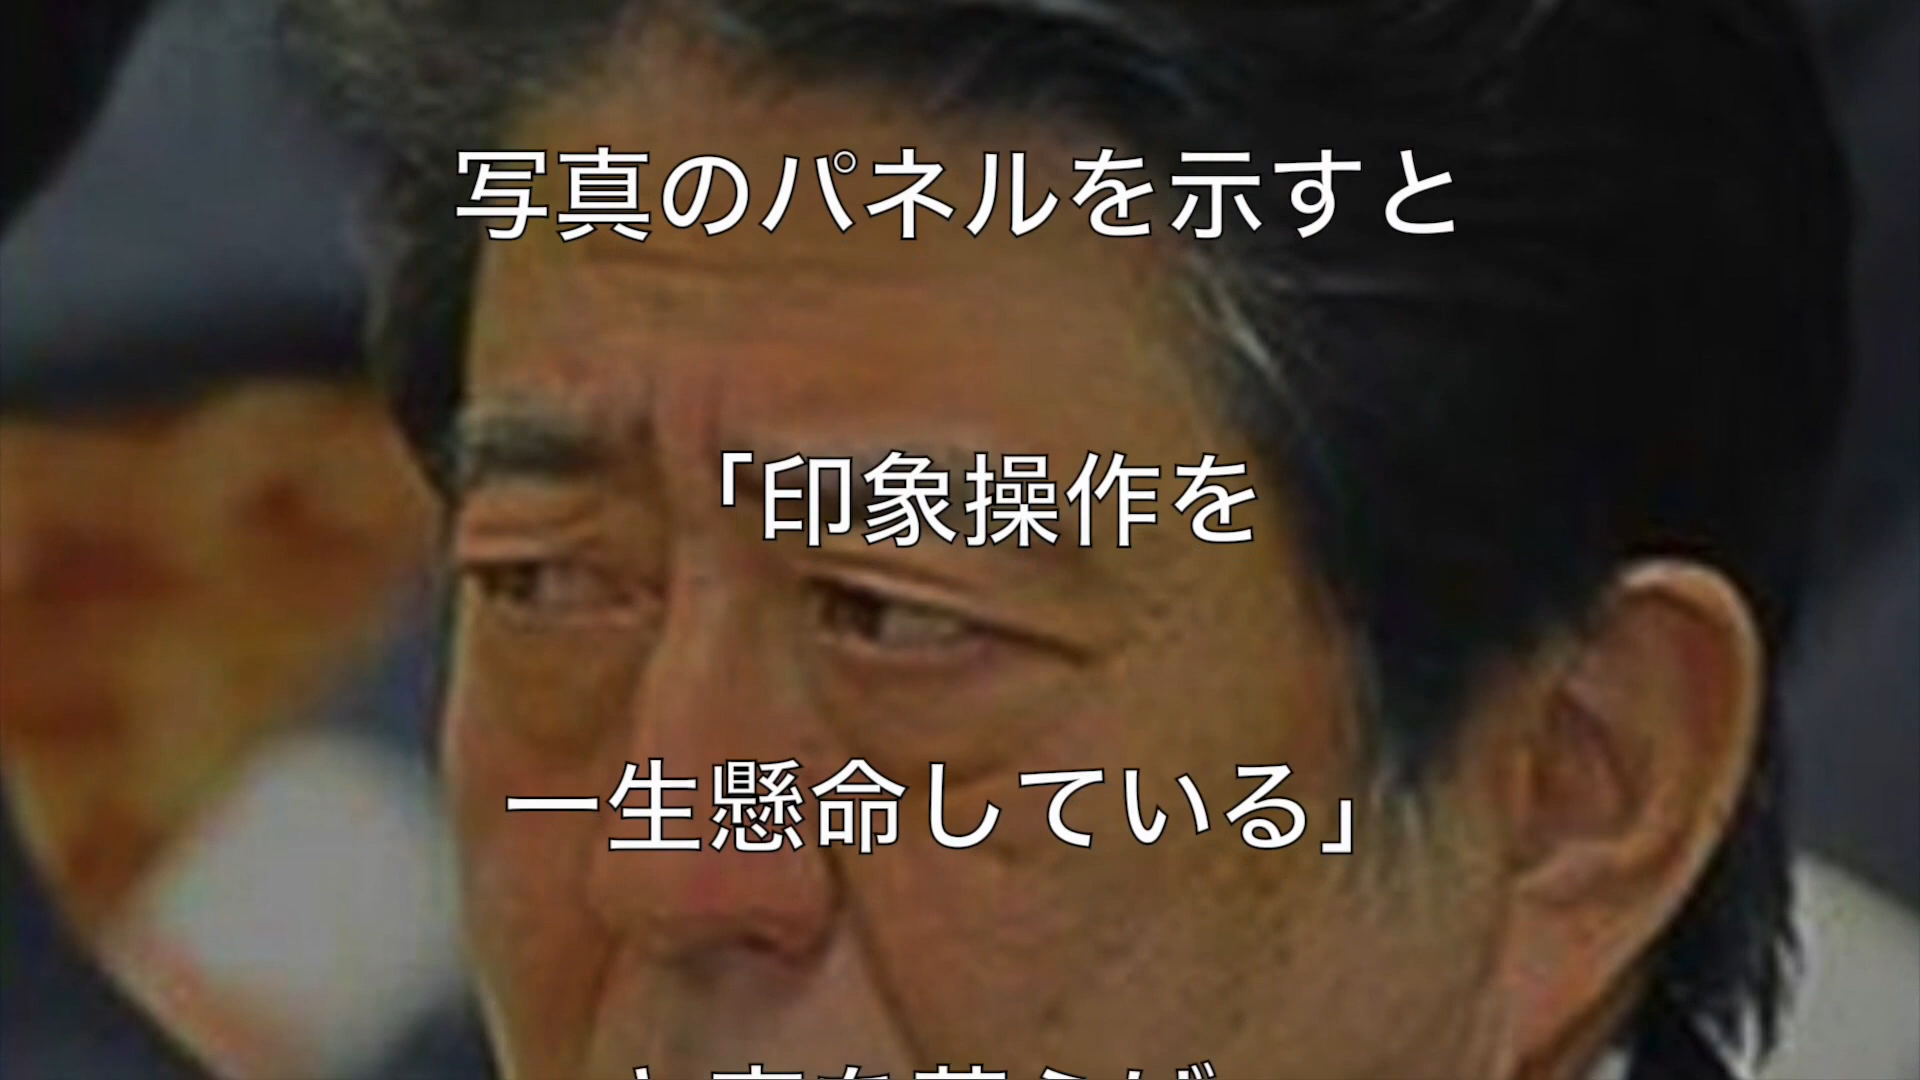 写真のパネルを示すと
「印象操作を
一生懸命している」